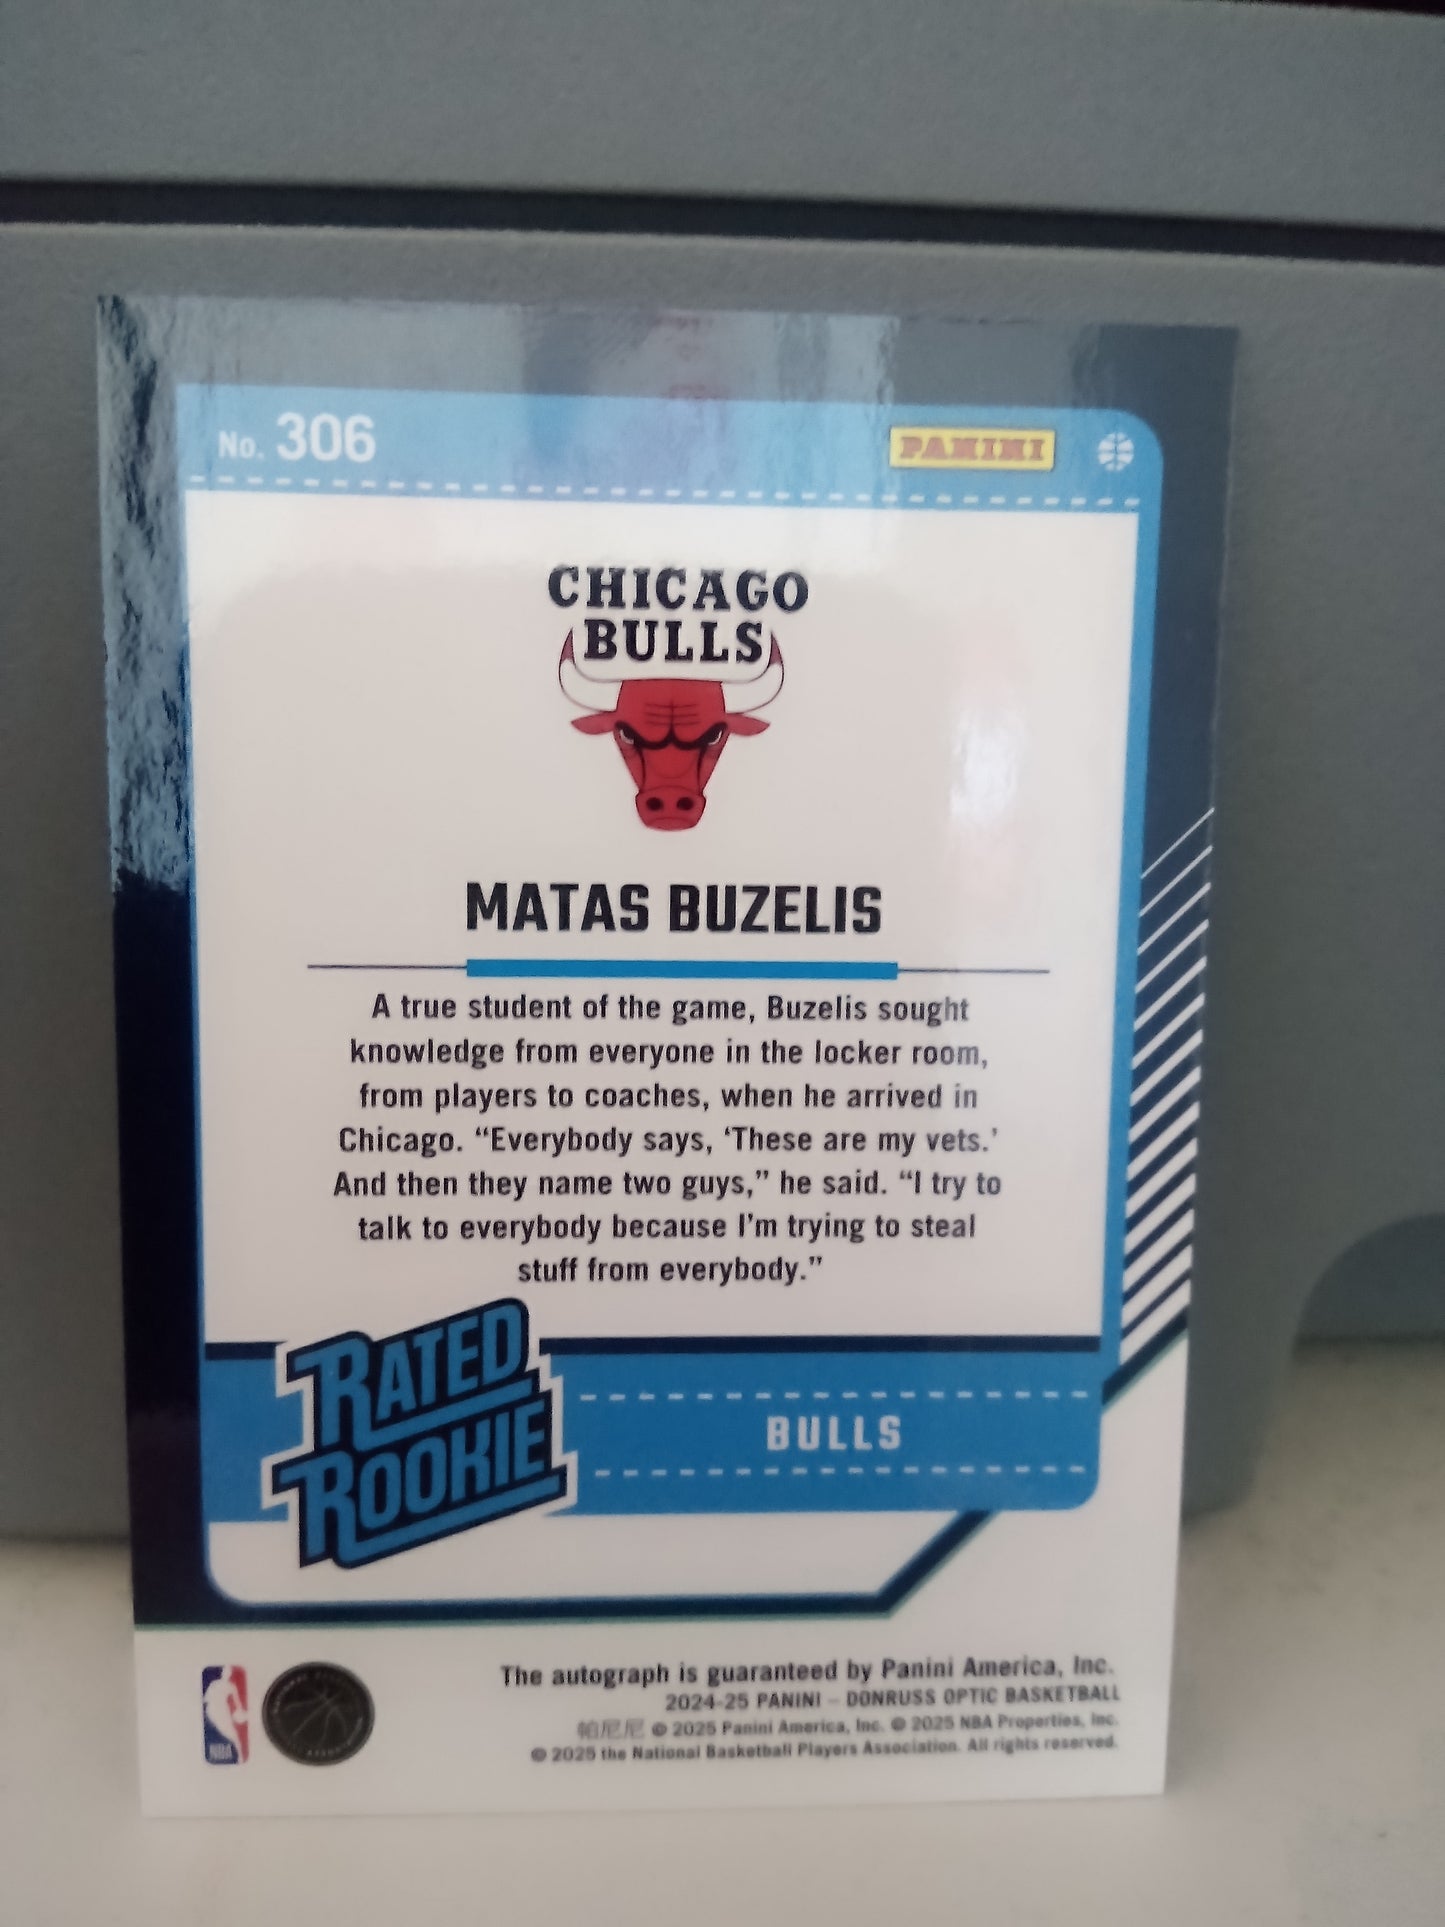 No. 306
PANINI
CHICAGO
BULLS
MATAS BUZELIS
A true student of the game, Buzelis sought
knowledge from everyone in the locker room,
from players to coaches, when he arrived in
Chicago. “Everybody says, ‘These are my vets.’
And then they name two guys,” he said. “I try to
talk to everybody because I’m trying to steal
stuff from everybody.”
RATED
ROOKIE
BULLS
The autograph is guaranteed by Panini America, Inc.
2024-25 PANINI – DONRUSS OPTIC BASKETBALL
帕尼尼 © 2025 Panini America, Inc. © 2025 NBA Properties, Inc.
© 2025 the National Basketball Players Association. All rights reserved.
NBA